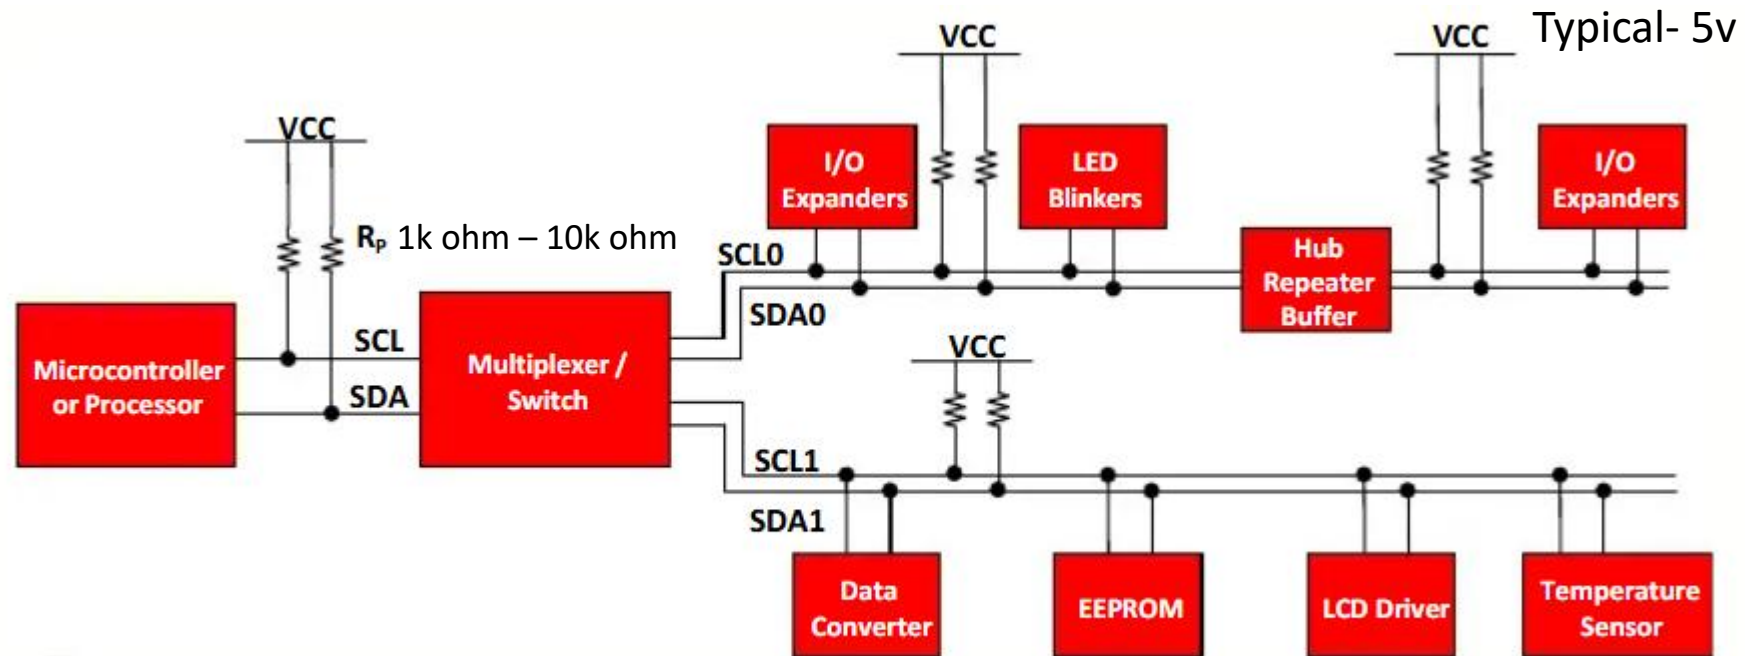 Typical- 5v
VCC
VCC
VCC
I/O
Expanders
LED
Blinkers
I/O
Expanders
Rₚ 1k ohm – 10k ohm
SCL0
Hub
Repeater
Buffer
SDA0
SCL
Microcontroller
or Processor
Multiplexer /
Switch
SDA
VCC
SCL1
SDA1
Data
Converter
EEPROM
LCD Driver
Temperature
Sensor